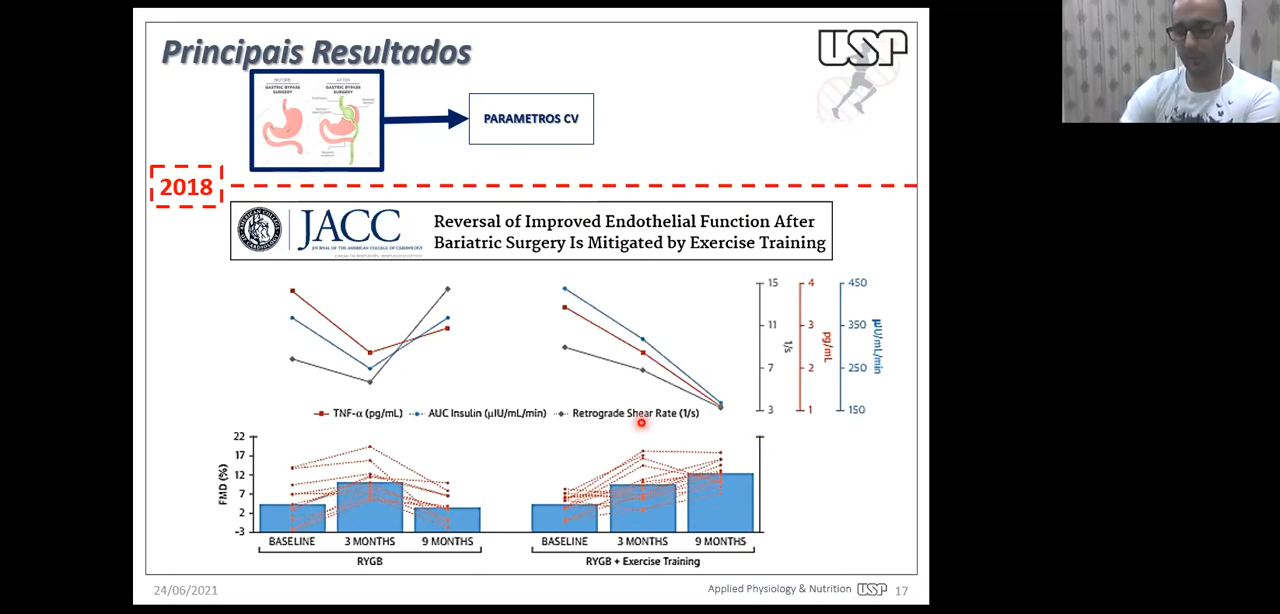 Principais Resultados
USP
BEFORE
GASTRIC BYPASS
SURGERY
AFTER
GASTRIC BYPASS
SURGERY
PARAMETROS CV
2018
JACC
JOURNAL OF THE AMERICAN COLLEGE OF CARDIOLOGY
Reversal of Improved Endothelial Function After
Bariatric Surgery Is Mitigated by Exercise Training
15
11
7
3
1/s
4
3
2
1
pg/mL
450
350
250
150
µIU/mL/min
TNF-α (pg/mL)
AUC Insulin (µIU/mL/min)
Retrograde Shear Rate (1/s)
FMD (%)
22
17
12
7
2
-3
BASELINE 3 MONTHS 9 MONTHS
RYGB
BASELINE 3 MONTHS 9 MONTHS
RYGB + Exercise Training
24/06/2021
Applied Physiology & Nutrition USP 17